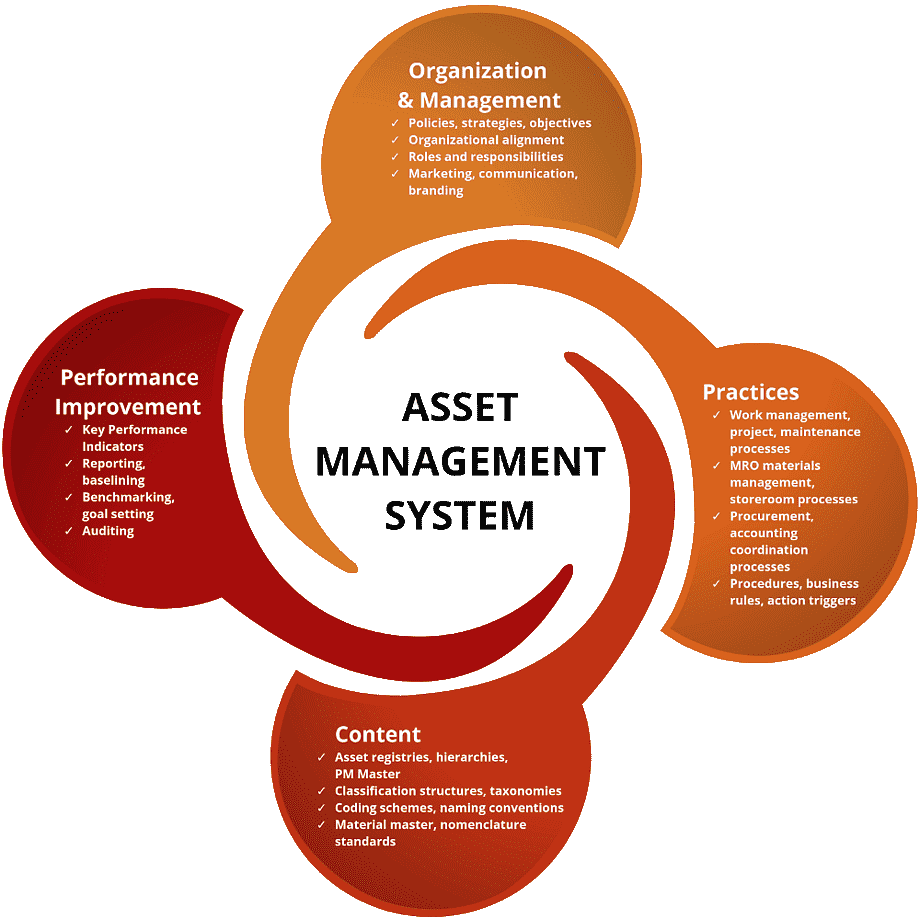 Organization
& Management
✓ Policies, strategies, objectives
✓ Organizational alignment
✓ Roles and responsibilities
✓ Marketing, communication,
branding
Performance
Improvement
✓ Key Performance
Indicators
✓ Reporting,
baselining
✓ Benchmarking,
goal setting
✓ Auditing
ASSET
MANAGEMENT
SYSTEM
Practices
✓ Work management,
project, maintenance
processes
✓ MRO materials
management,
storeroom processes
✓ Procurement,
accounting
coordination
processes
✓ Procedures, business
rules, action triggers
Content
✓ Asset registries, hierarchies,
PM Master
✓ Classification structures, taxonomies
✓ Coding schemes, naming conventions
✓ Material master, nomenclature
standards